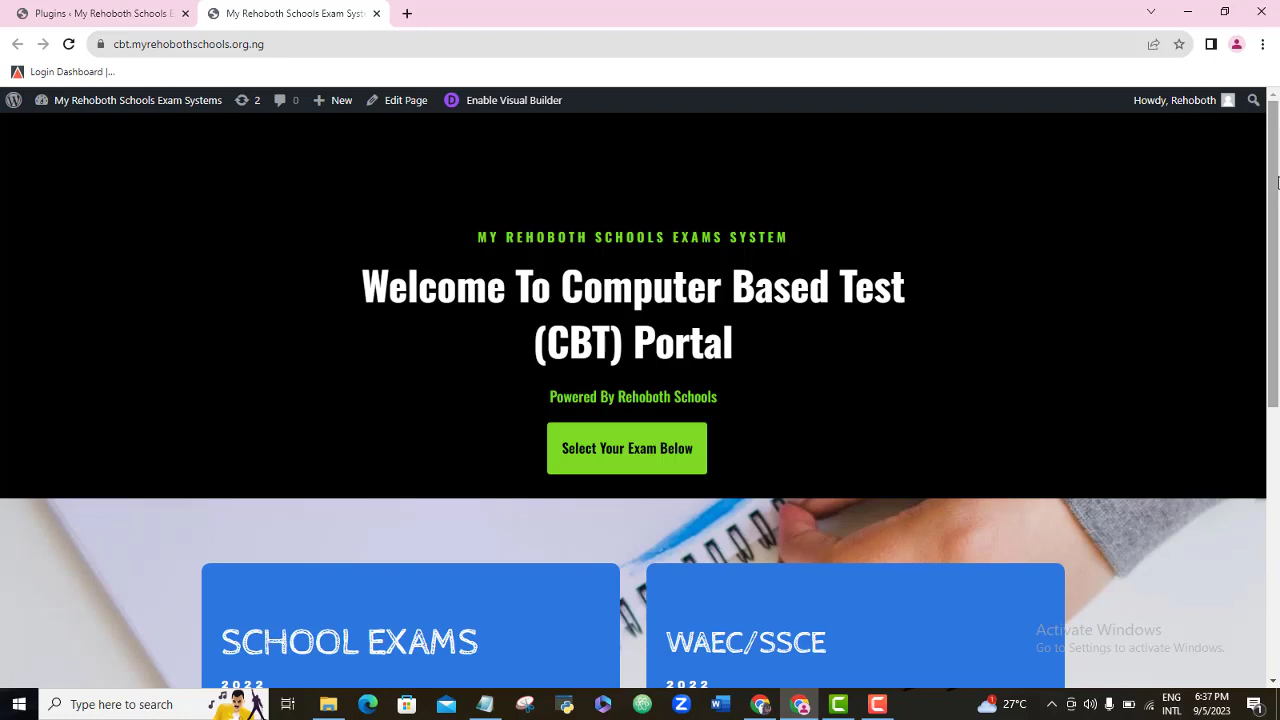 Plugins ‹ My Rehoboth Schools E
My Rehoboth Schools Exam Syst
cbt.myrehobothschools.org.ng
Login Dashboard |...
My Rehoboth Schools Exam Systems 2 0 New Edit Page Enable Visual Builder Howdy, Rehoboth
MY REHOBOTH SCHOOLS EXAMS SYSTEM
Welcome To Computer Based Test
(CBT) Portal
Powered By Rehoboth Schools
Select Your Exam Below
SCHOOL EXAMS
2022
WAEC/SSCE
2022
Activate Windows
Go to Settings to activate Windows.
Type here to search
27°C
ENG
INTL
6:37 PM
9/5/2023